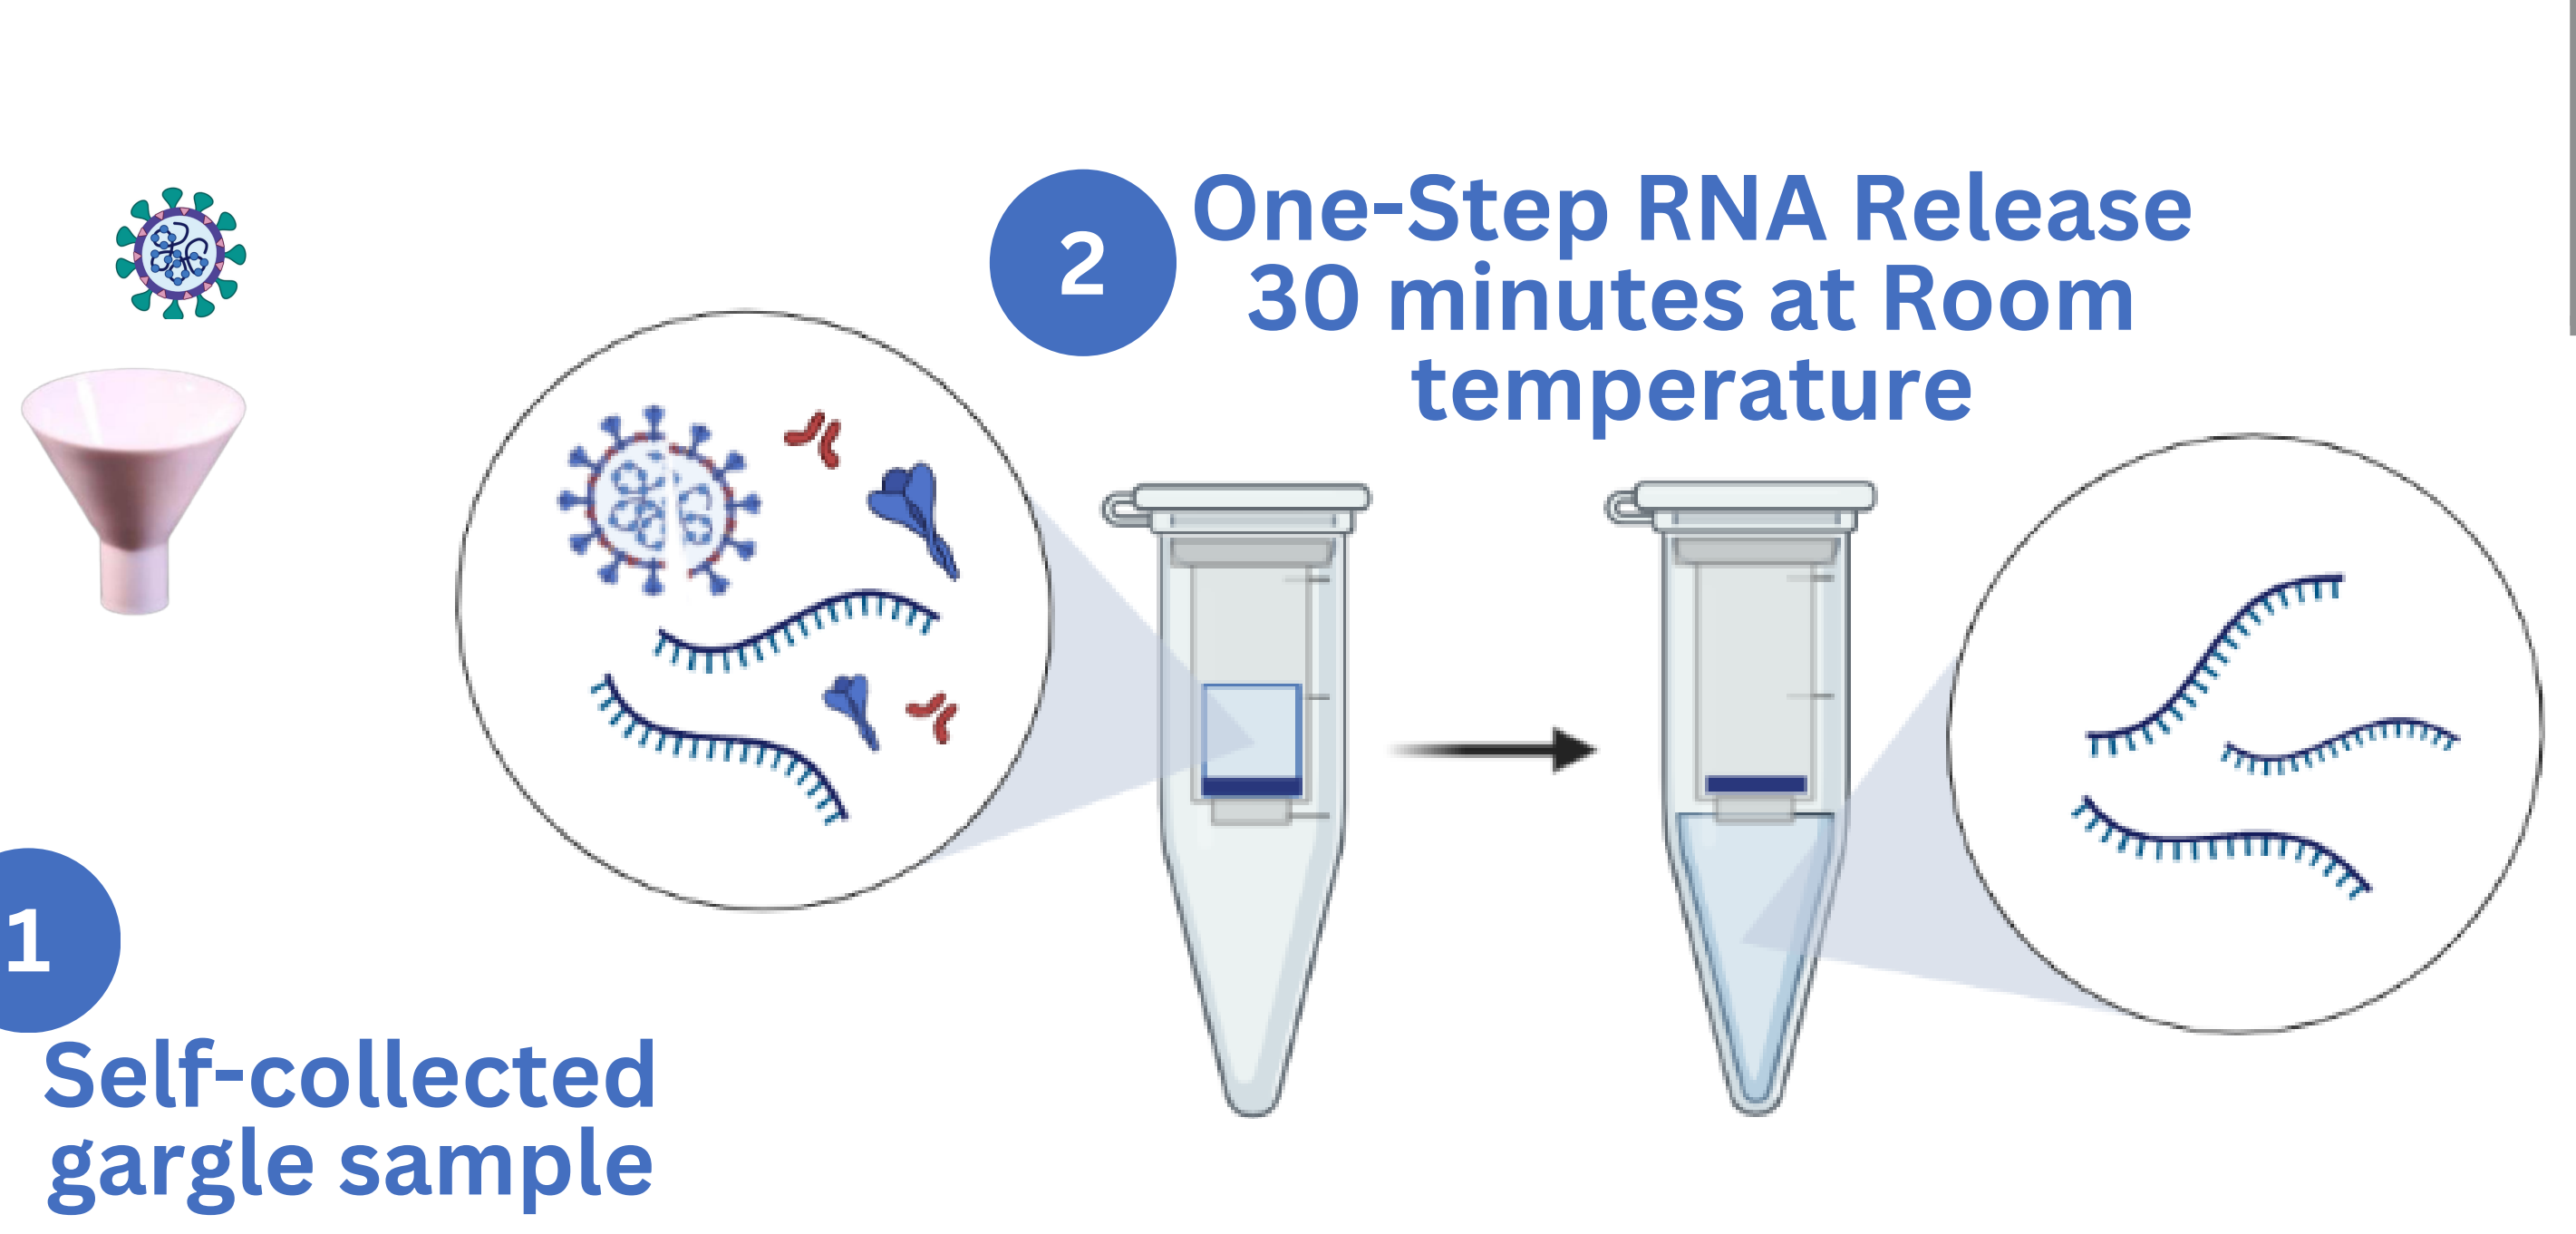 2
One-Step RNA Release
30 minutes at Room
temperature
1
Self-collected
gargle sample